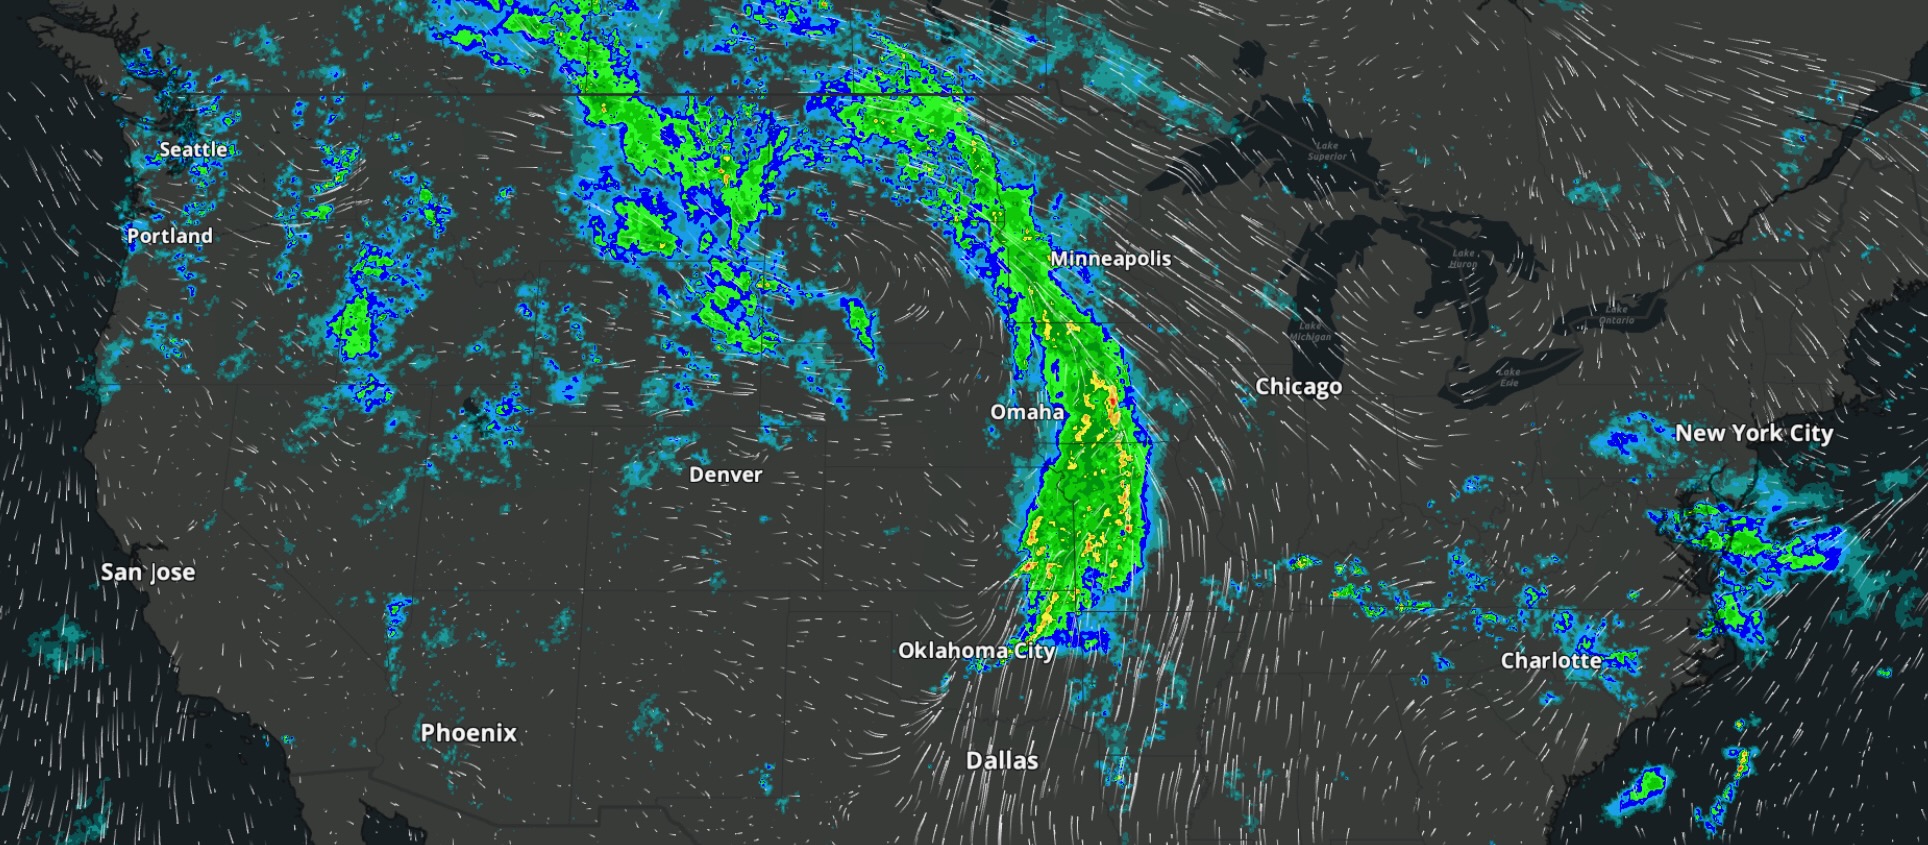 Lake
Superior
Seattle
Portland
Minneapolis
Lake
Huron
Lake
Ontario
Lake
Michigan
Lake
Erie
Chicago
Omaha
New York City
Denver
San Jose
Oklahoma City
Charlotte
Phoenix
Dallas